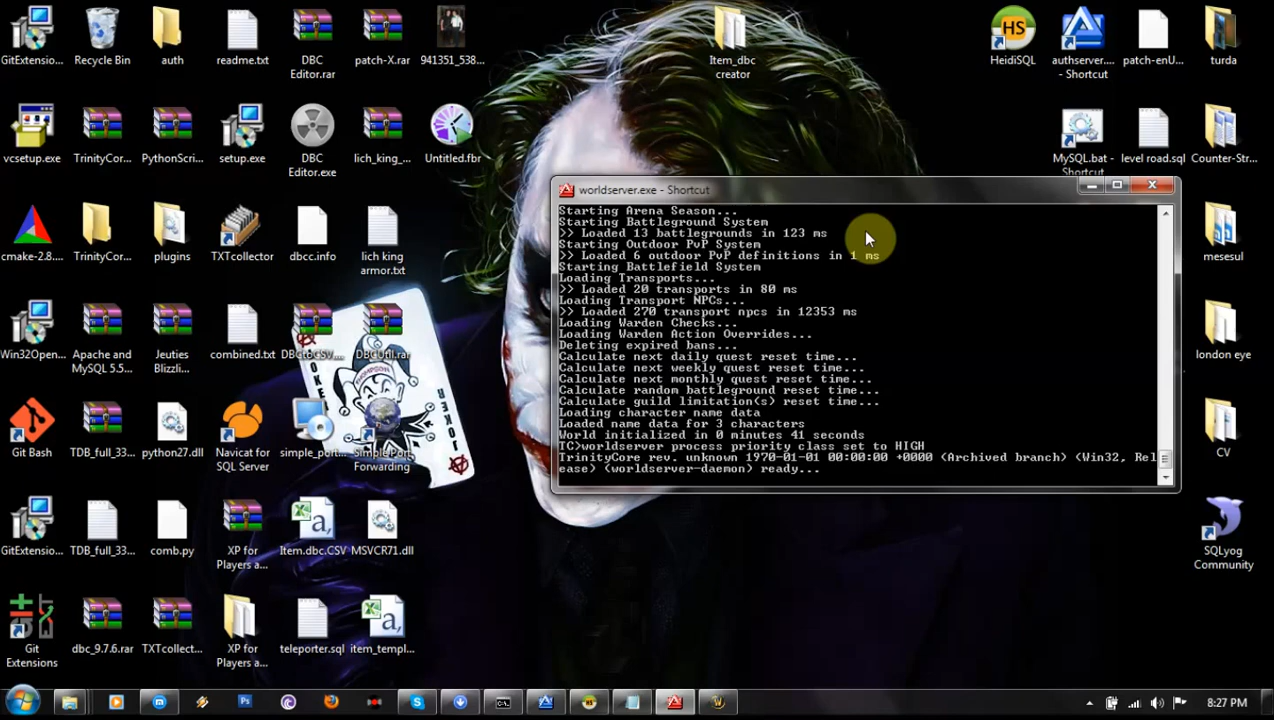 GitExtension...
Recycle Bin
auth
readme.txt
DBC
Editor.rar
patch-X.rar
941351_538...
Item_dbc
creator
HS
HeidiSQL
authserver....
- Shortcut
patch-enU...
turda
vcsetup.exe
TrinityCor...
PythonScri...
setup.exe
DBC
Editor.exe
lich_king_...
Untitled.fbr
MySQL.bat -
Shortcut
level road.sql
Counter-Str...
worldserver.exe - Shortcut
Starting Arena Season...
Starting Battleground System
>> Loaded 13 battlegrounds in 123 ms
Starting Outdoor PvP System
>> Loaded 6 outdoor PvP definitions in 1 ms
Starting Battlefield System
Loading Transports...
>> Loaded 20 transports in 80 ms
Loading Transport NPCs...
>> Loaded 270 transport npcs in 12353 ms
Loading Warden Checks...
Loading Warden Action Overrides...
Deleting expired bans...
Calculate next daily quest reset time...
Calculate next weekly quest reset time...
Calculate next monthly quest reset time...
Calculate random battleground reset time...
Calculate guild limitation(s) reset time...
Loading character name data
Loaded name data for 3 characters
World initialized in 0 minutes 41 seconds
TC>worldserver process priority class set to HIGH
TrinityCore rev. unknown 1970-01-01 00:00:00 +0000 (Archived branch) (Win32, Rel
ease) (worldserver-daemon) ready...
cmake-2.8....
TrinityCor...
plugins
TXTcollector
dbcc.info
lich king
armor.txt
mesesul
Win32Open...
Apache and
MySQL 5.5...
Jeuties
Blizzli...
combined.txt
DBCtoCSV....
DBCUtil.rar
london eye
JOKER
JOKER
Git Bash
TDB_full_33...
python27.dll
Navicat for
SQL Server
simple_port...
Simple Port
Forwarding
CV
GitExtension...
TDB_full_33...
comb.py
XP for
Players a...
Item.dbc.CSV
MSVCR71.dll
SQLyog
Community
Git
Extensions
dbc_9.7.6.rar
TXTcollect...
XP for
Players a...
teleporter.sql
item_templ...
8:27 PM